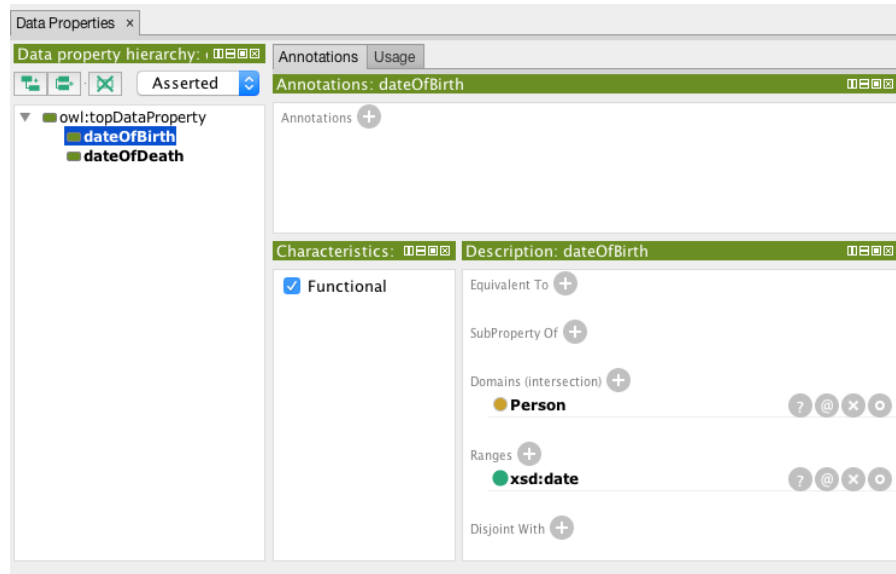 Data Properties ×
Data property hierarchy:
Asserted
owl:topDataProperty
dateOfBirth
dateOfDeath
Annotations Usage
Annotations: dateOfBirth
Annotations
Characteristics:
Functional
Description: dateOfBirth
Equivalent To
SubProperty Of
Domains (intersection)
Person
? @
Ranges
xsd:date
? @
Disjoint With